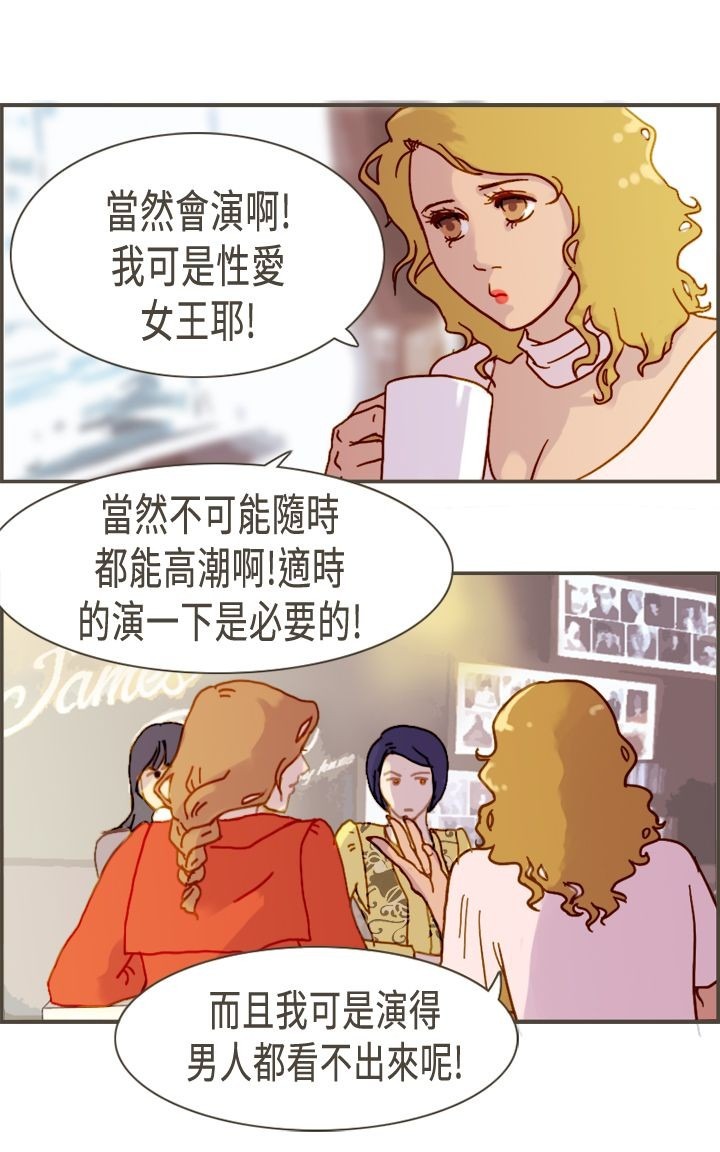 當然會演啊!
我可是性愛
女王耶!
當然不可能隨時
都能高潮啊!適時
的演一下是必要的!
James
而且我可是演得
男人都看不出來呢!